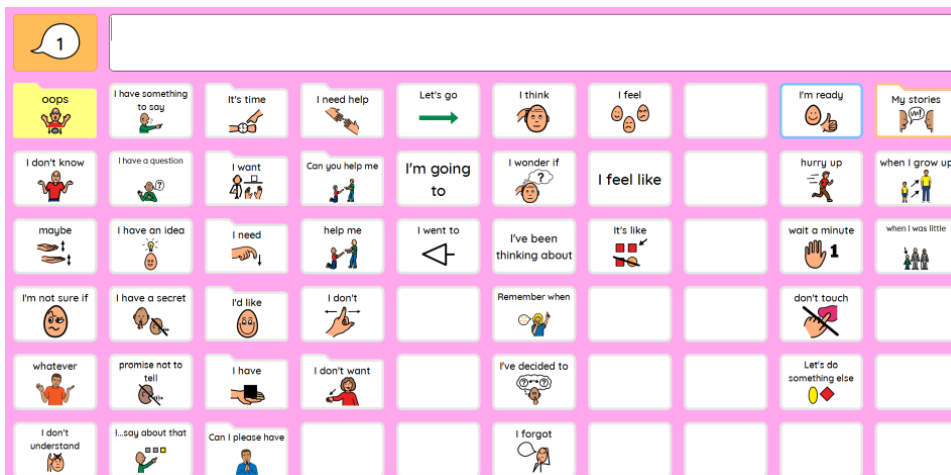 1
oops
I have something
to say
It's time
I need help
Let's go
I think
I feel
I'm ready
My stories
I don't know
I have a question
I want
Can you help me
I'm going
to
I wonder if
I feel like
hurry up
when I grow up
maybe
I have an idea
I need
help me
I went to
I've been
thinking about
It's like
wait a minute
1
when I was little
I'm not sure if
I have a secret
I'd like
I don't
Remember when
don't touch
whatever
promise not to
tell
I have
I don't want
I've decided to
Let's do
something else
I don't
understand
I...say about that
Can I please have
I forgot